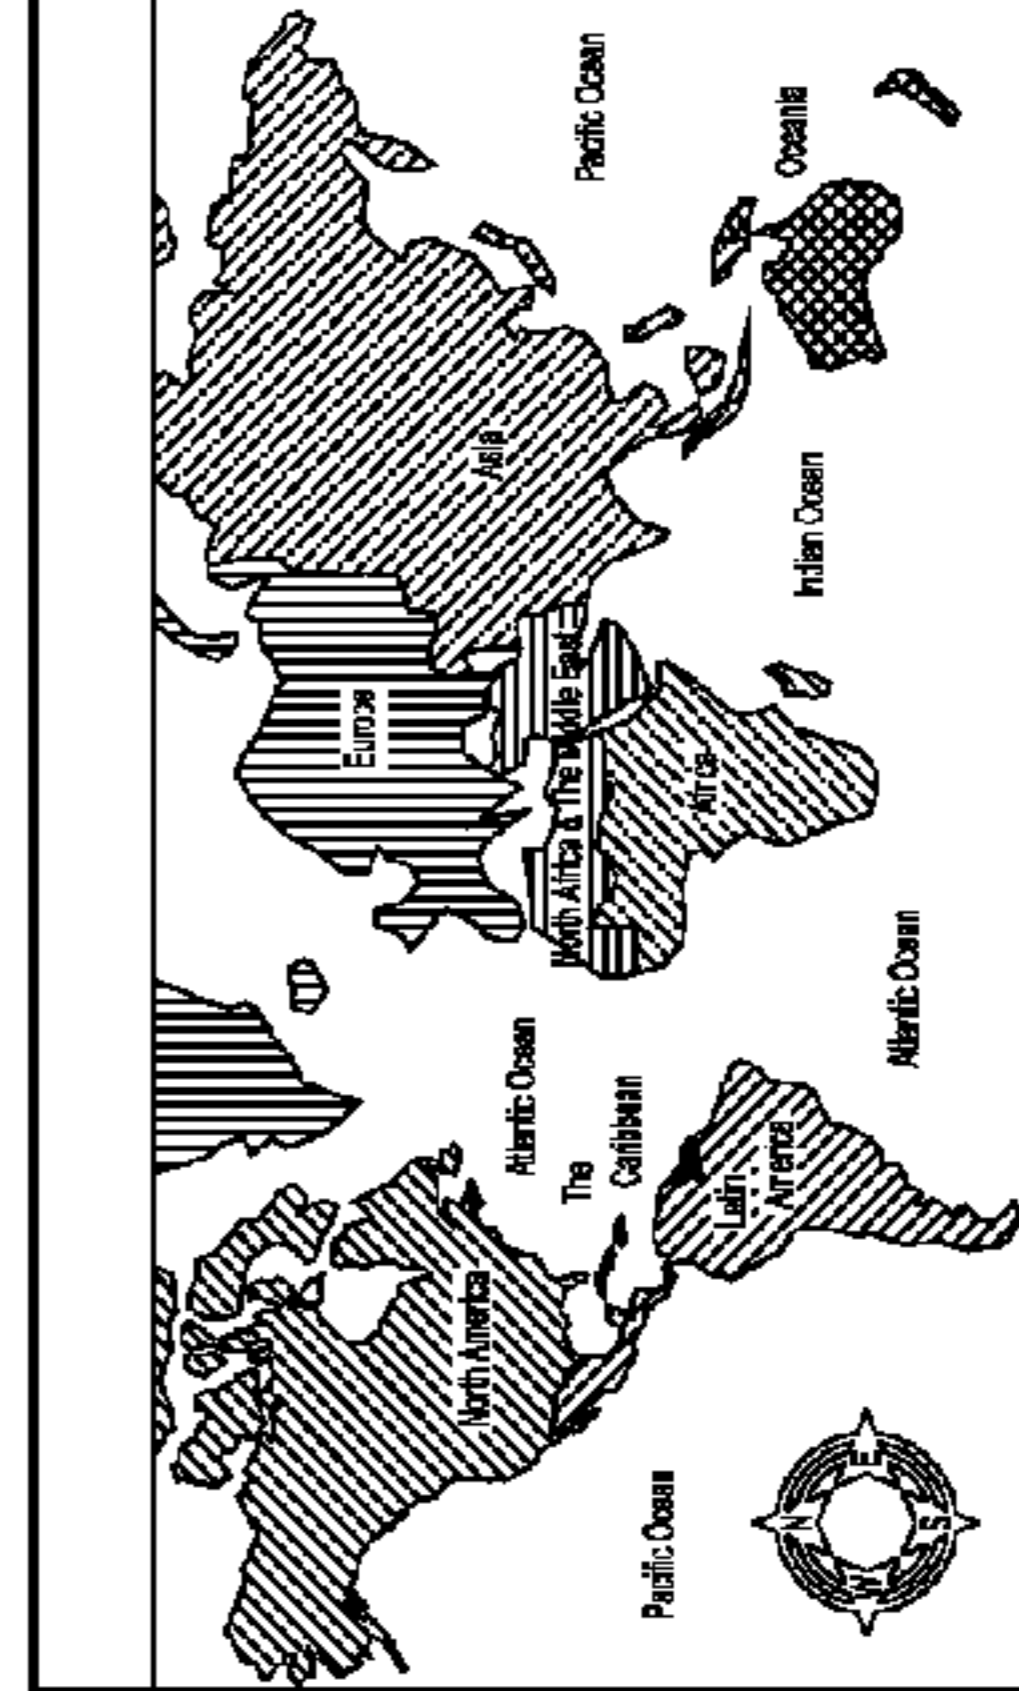 Europe
Asia
Pacific Ocean
North America
Atlantic Ocean
North Africa & The Middle East
The
Caribbean
Africa
Pacific Ocean
Oceania
Latin
America
Indian Ocean
Atlantic Ocean
N
W
E
S